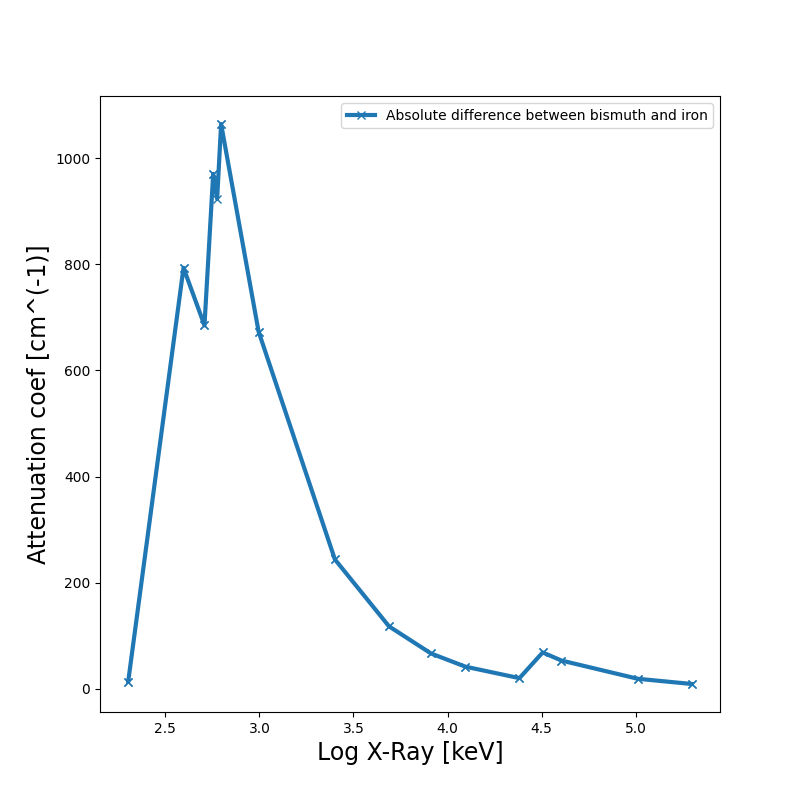 Absolute difference between bismuth and iron
1000
800
600
400
200
0
Attenuation coef [cm^(-1)]
2.5 3.0 3.5 4.0 4.5 5.0
Log X-Ray [keV]